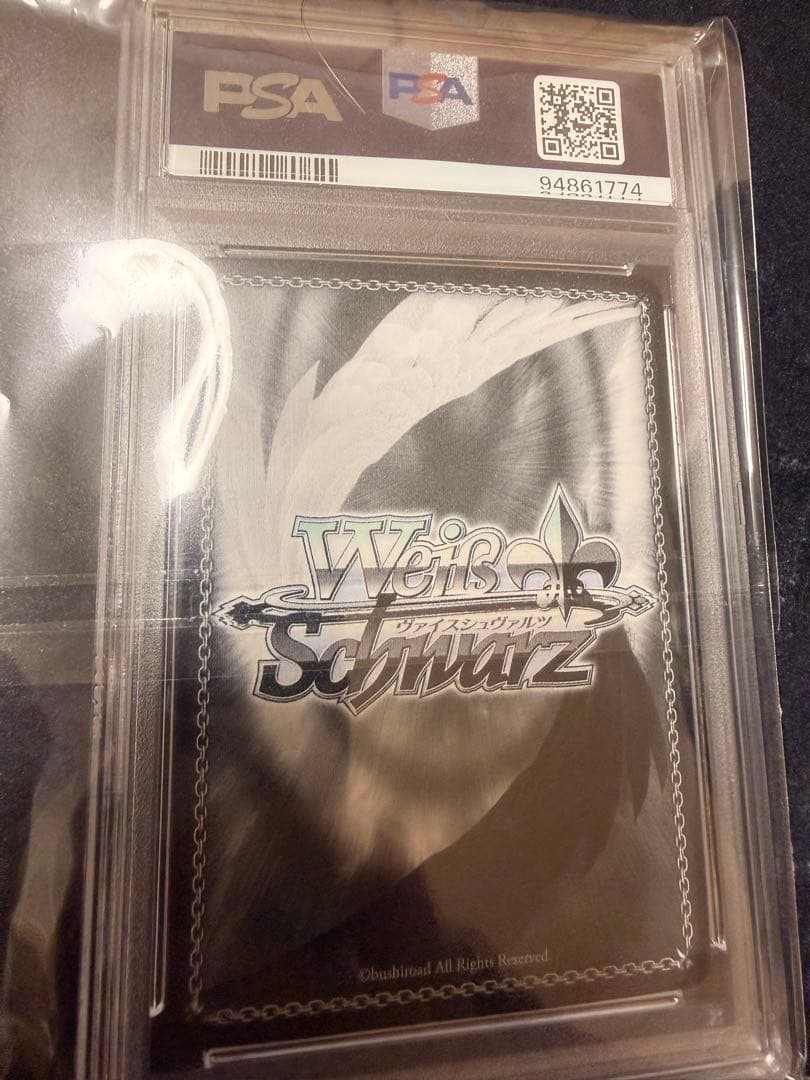 PSA
PSA
94861774
Weiß
ヴァイスシュヴァルツ
Schwarz
©bushiroad All Rights Reserved.